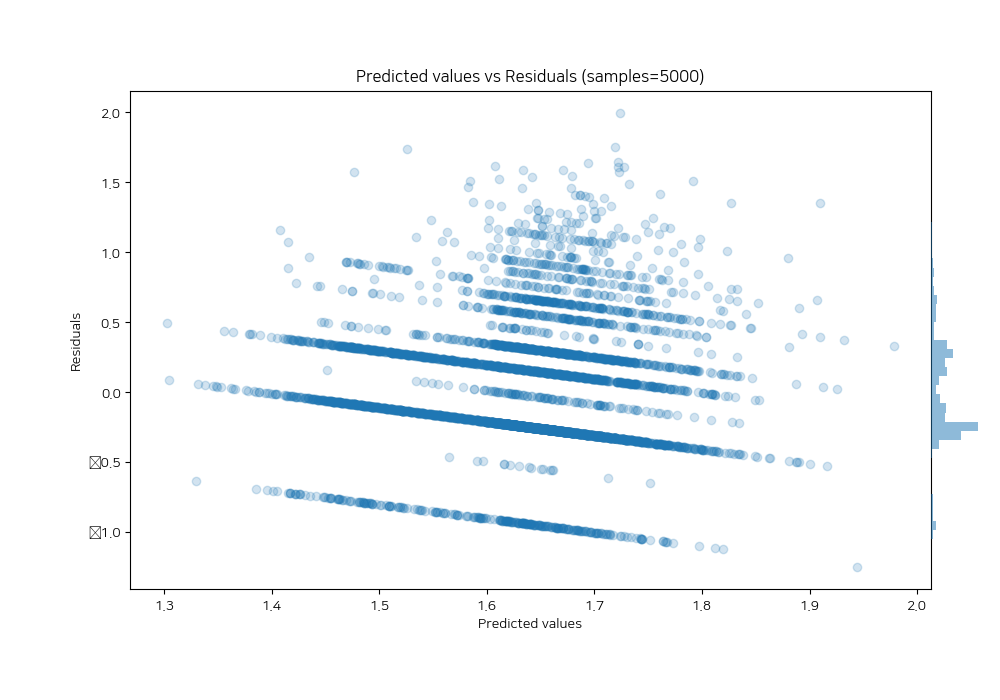 Predicted values vs Residuals (samples=5000)
2.0
1.5
1.0
0.5
0.0
☒0.5
☒1.0
Residuals
1.3 1.4 1.5 1.6 1.7 1.8 1.9 2.0
Predicted values